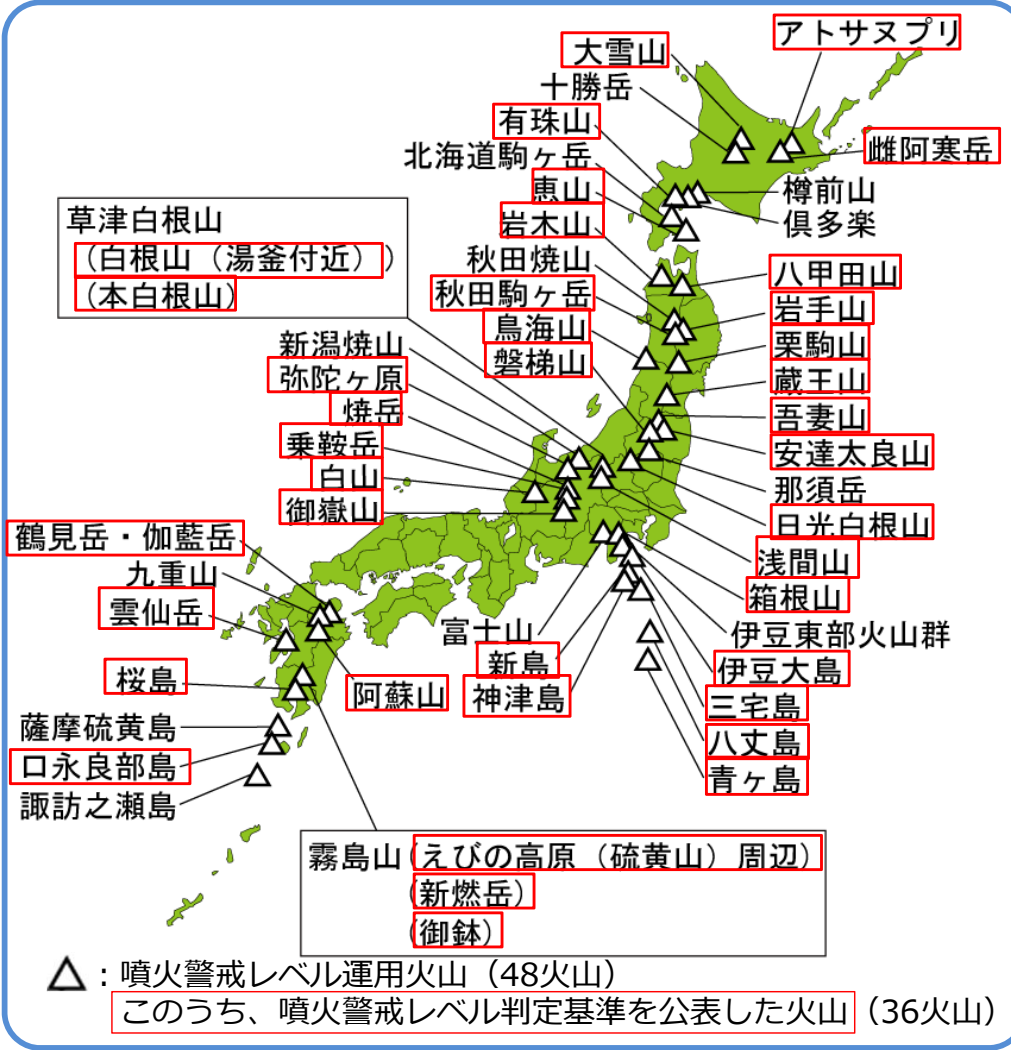 アトサヌプリ
大雪山
十勝岳
有珠山
雌阿寒岳
北海道駒ヶ岳
恵山
樽前山
倶多楽
岩木山
草津白根山
（白根山（湯釜付近））
（本白根山）
秋田焼山
八甲田山
秋田駒ヶ岳
岩手山
鳥海山
新潟焼山
栗駒山
磐梯山
弥陀ヶ原
蔵王山
焼岳
吾妻山
乗鞍岳
安達太良山
白山
那須岳
御嶽山
日光白根山
鶴見岳・伽藍岳
浅間山
九重山
箱根山
雲仙岳
富士山
伊豆東部火山群
新島
伊豆大島
桜島
阿蘇山
神津島
三宅島
薩摩硫黄島
八丈島
口永良部島
青ヶ島
諏訪之瀬島
霧島山（えびの高原（硫黄山）周辺）
（新燃岳）
（御鉢）
△：噴火警戒レベル運用火山（48火山）
このうち、噴火警戒レベル判定基準を公表した火山（36火山）